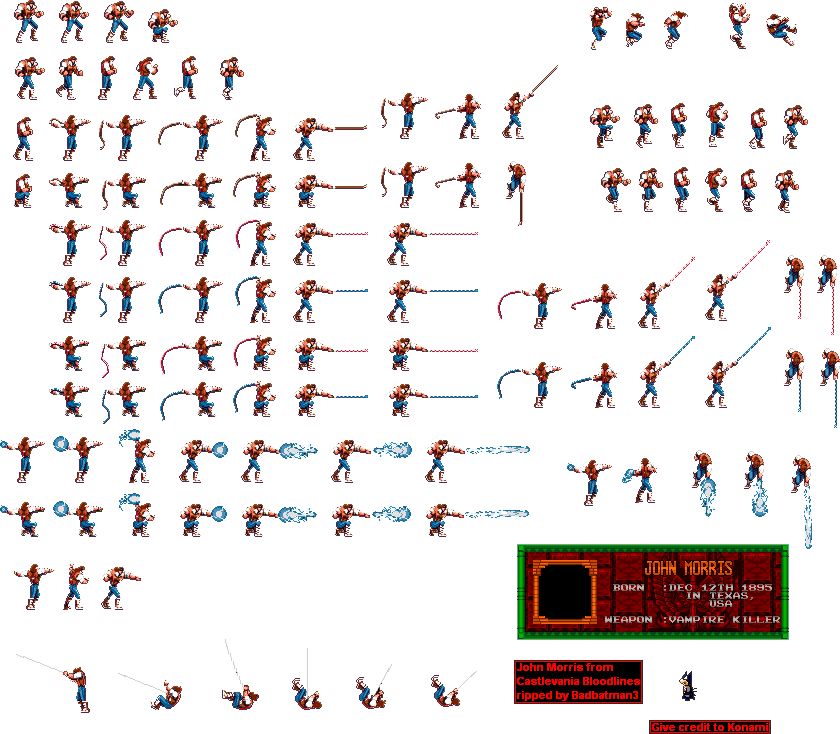 JOHN MORRIS
BORN :DEC 12TH 1895
IN TEXAS,
USA
WEAPON :VAMPIRE KILLER
John Morris from
Castlevania Bloodlines
ripped by Badbatman3
Give credit to Konami